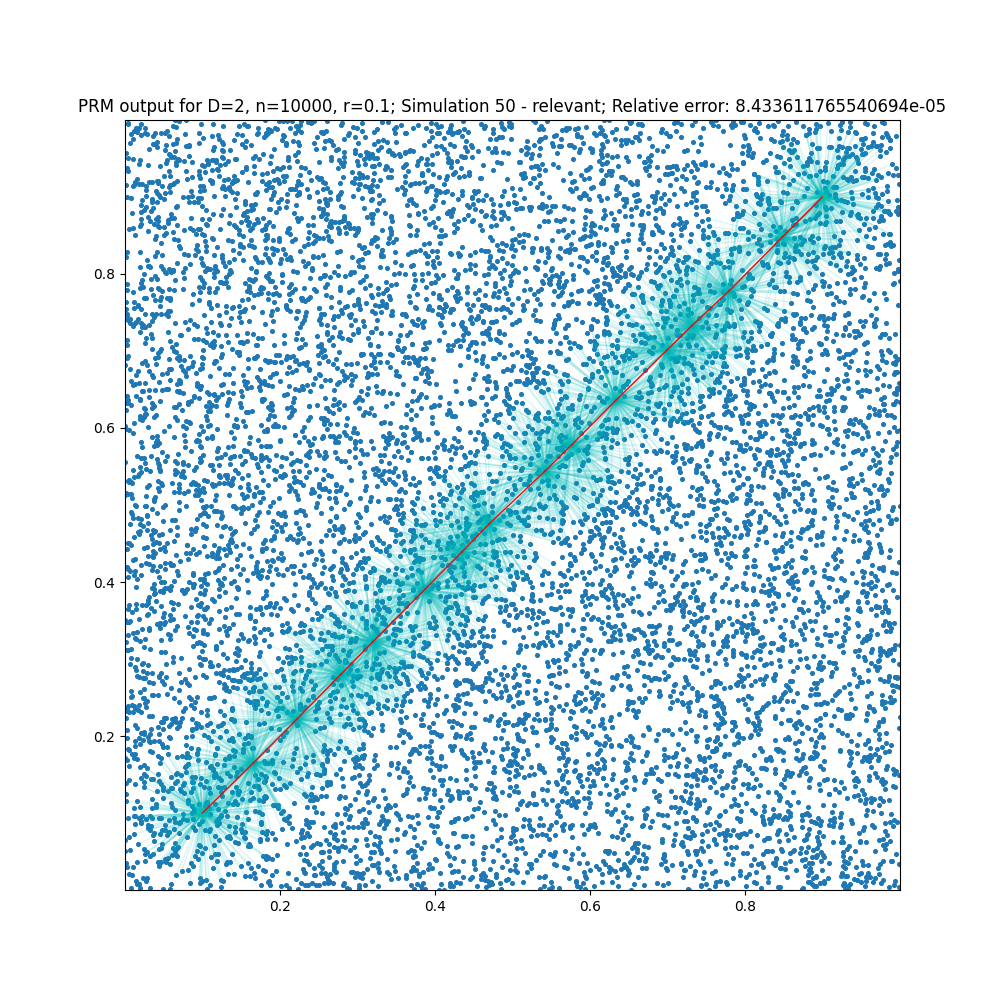 PRM output for D=2, n=10000, r=0.1; Simulation 50 - relevant; Relative error: 8.433611765540694e-05
0.8
0.6
0.4
0.2
0.2 0.4 0.6 0.8